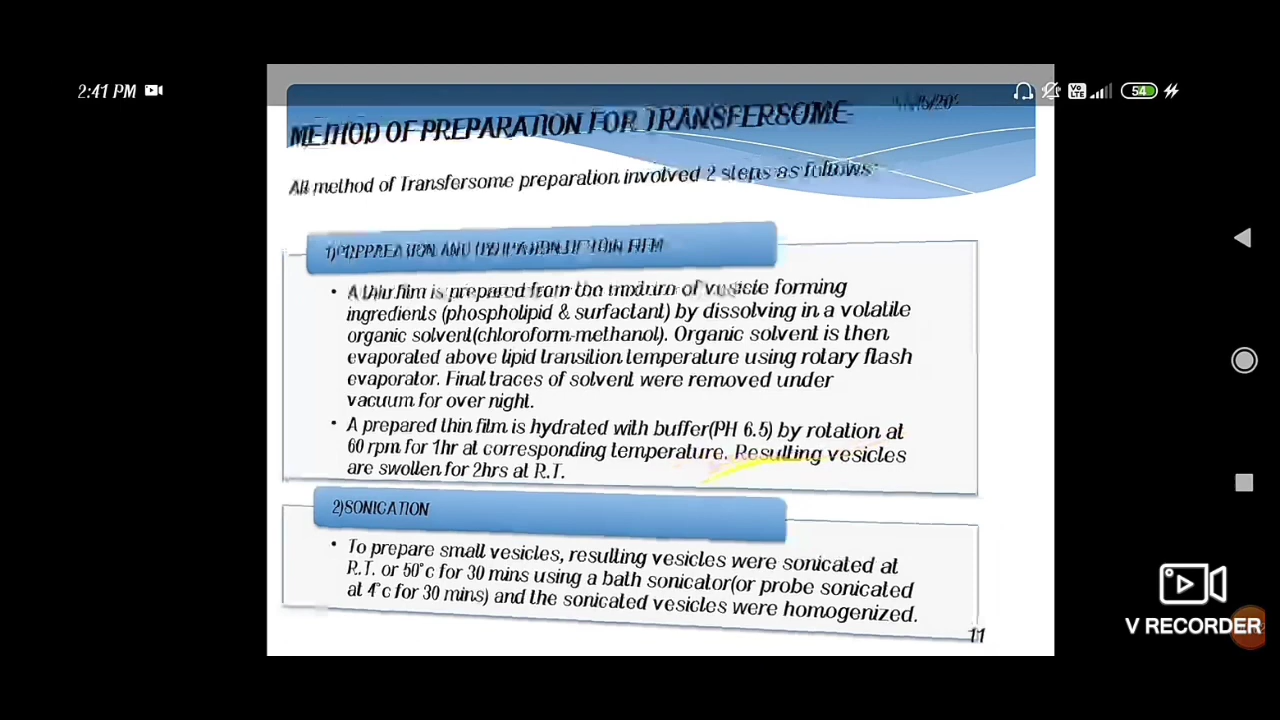 2:41 PM
54
METHOD OF PREPARATION FOR TRANSFERSOME
All method of Transfersome preparation involved 2 steps as follows
AND THIN FILM
• A thin film is prepared from the mixture of vesicle forming
ingredients (phospholipid & surfactant) by dissolving in a volatile
organic solvent(chloroform-methanol). Organic solvent is then
evaporated above lipid transition temperature using rotary flash
evaporator. Final traces of solvent were removed under
vacuum for over night.
• A prepared thin film is hydrated with buffer(PH 6.5) by rotation at
60 rpm for 1hr at corresponding temperature. Resulting vesicles
are swollen for 2hrs at R.T.
2)SONICATION
• To prepare small vesicles, resulting vesicles were sonicated at
R.T. or 50°c for 30 mins using a bath sonicator(or probe sonicated
at 4°c for 30 mins) and the sonicated vesicles were homogenized.
11
V RECORDER